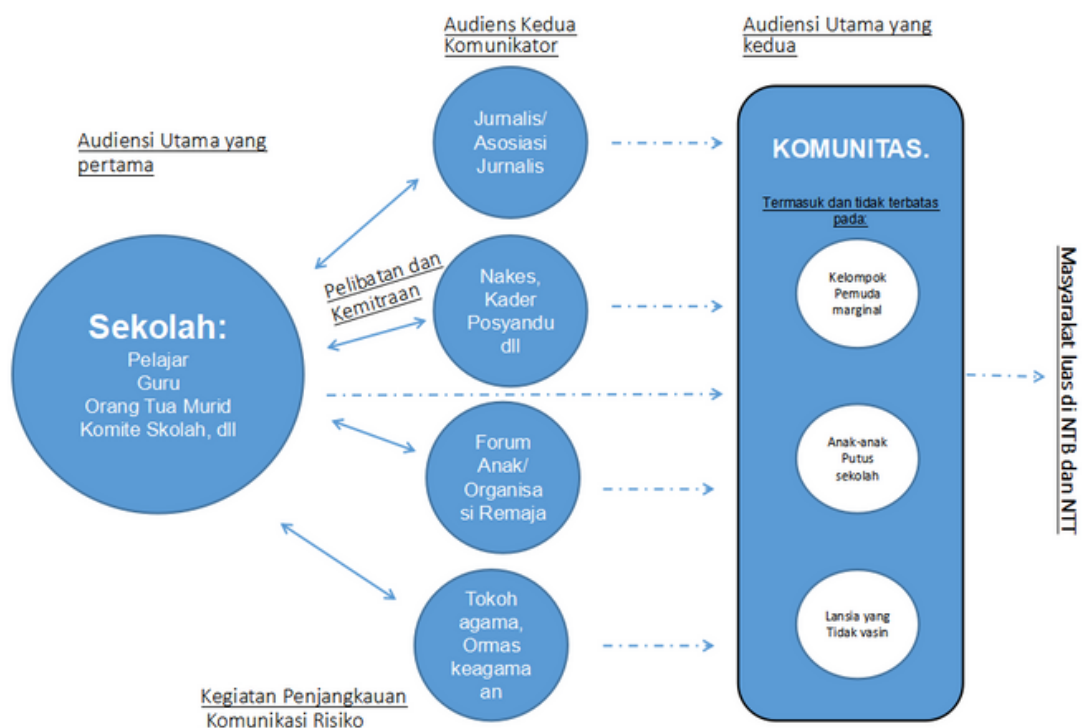 Audiens Kedua
Komunikator
Audiensi Utama yang
kedua
Audiensi Utama yang
pertama
Sekolah:
Pelajar
Guru
Orang Tua Murid
Komite Skolah, dll
Pelibatan dan
Kemitraan
Jurnalis/
Asosiasi
Jurnalis
Nakes,
Kader
Posyandu
dll
Forum
Anak/
Organisa
si Remaja
Tokoh
agama,
Ormas
keagama
an
Kegiatan Penjangkauan
Komunikasi Risiko
KOMUNITAS.
Termasuk dan tidak terbatas
pada:
Kelompok
Pemuda
marginal
Anak-anak
Putus
sekolah
Lansia yang
Tidak vasin
Masyarakat luas di NTB dan NTT